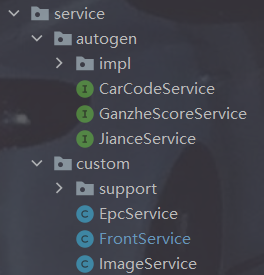 service
autogen
impl
I CarCodeService
I GanzheScoreService
I JianceService
custom
support
C EpcService
C FrontService
C ImageService